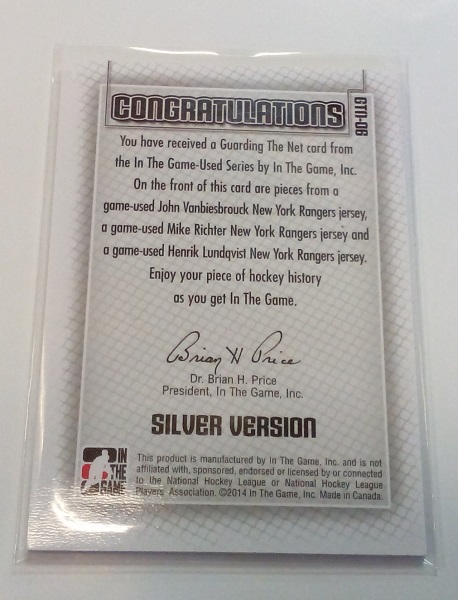 CONGRATULATIONS
GTN-06
You have received a Guarding The Net card from
the In The Game-Used Series by In The Game, Inc.
On the front of this card are pieces from a
game-used John Vanbiesbrouck New York Rangers jersey,
a game-used Mike Richter New York Rangers jersey and
a game-used Henrik Lundqvist New York Rangers jersey.
Enjoy your piece of hockey history
as you get In The Game.
Brian H Price
Dr. Brian H. Price
President, In The Game, Inc.
SILVER VERSION
IN
THE
GAME
This product is manufactured by In The Game, Inc. and is not
affiliated with, sponsored, endorsed or licensed by or connected
to the National Hockey League or National Hockey League
Players' Association. ©2014 In The Game, Inc. Made in Canada.